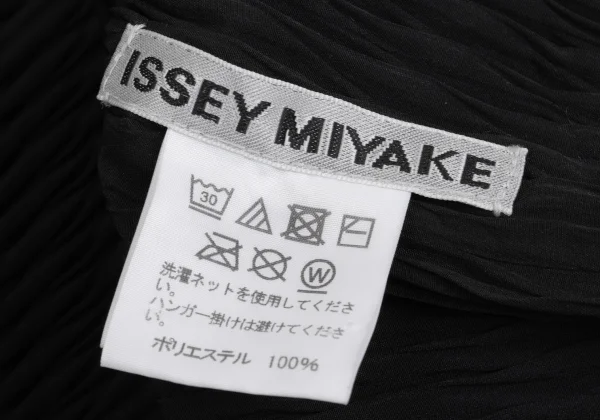 ISSEY MIYAKE
30
W
洗濯ネットを使用してくださ
い。
ハンガー掛けは避けてくださ
い。
ポリエステル 100%